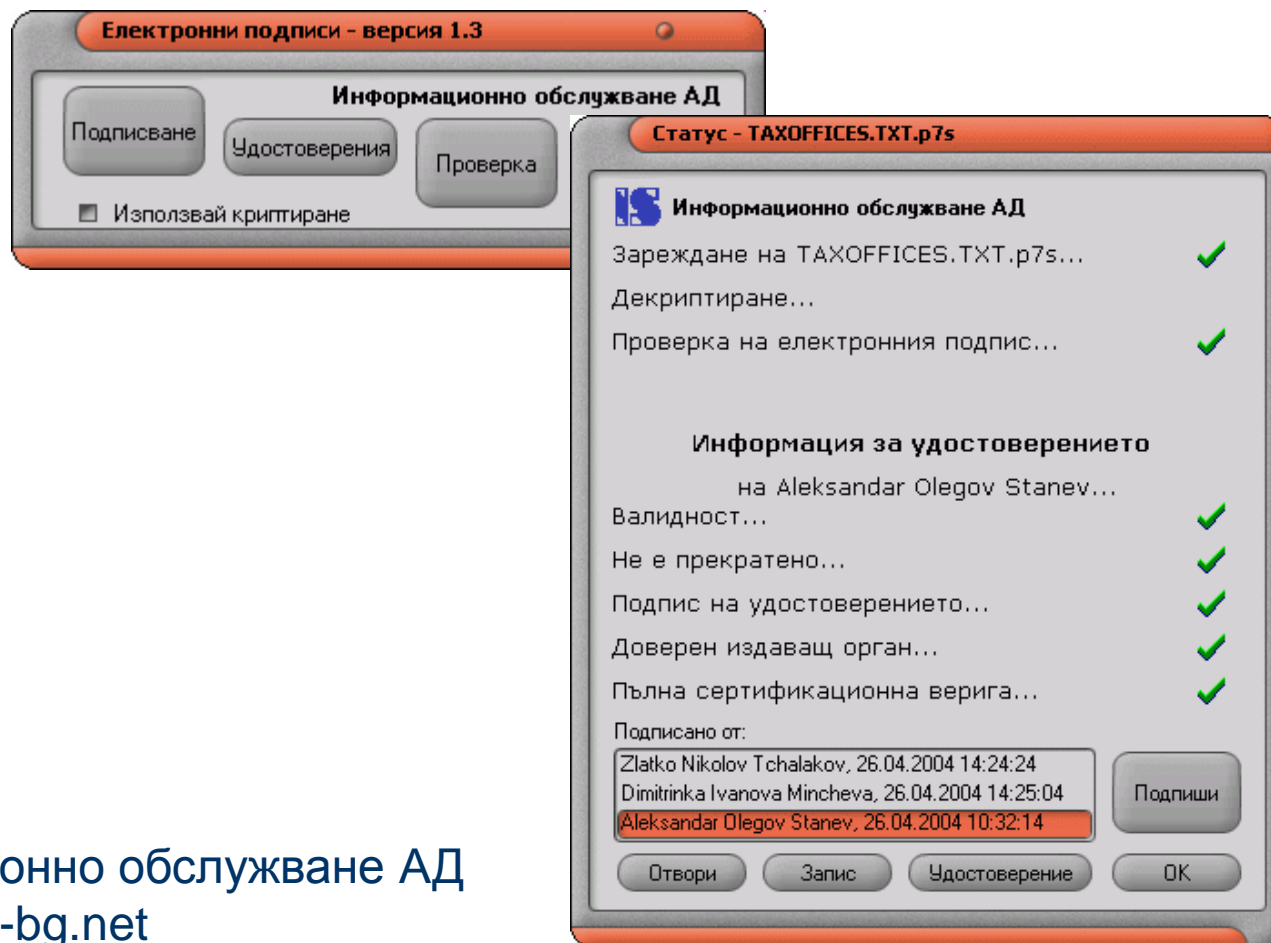 Електронни подписи - версия 1.3
Информационно обслужване АД
Подписване
Удостоверения
Проверка
Използвай криптиране
Статус - TAXOFFICES.TXT.p7s
IS Информационно обслужване АД
Зареждане на TAXOFFICES.TXT.p7s...
Декриптиране...
Проверка на електронния подпис...
Информация за удостоверението
на Aleksandar Olegov Stanev...
Валидност...
Не е прекратено...
Подпис на удостоверението...
Доверен издаващ орган...
Пълна сертификационна верига...
Подписано от:
Zlatko Nikolov Tchalakov, 26.04.2004 14:24:24
Dimitrinka Ivanova Mincheva, 26.04.2004 14:25:04
Aleksandar Olegov Stanev, 26.04.2004 10:32:14
Подпиши
Отвори Запис Удостоверение OK
онно обслужване АД
-bg.net